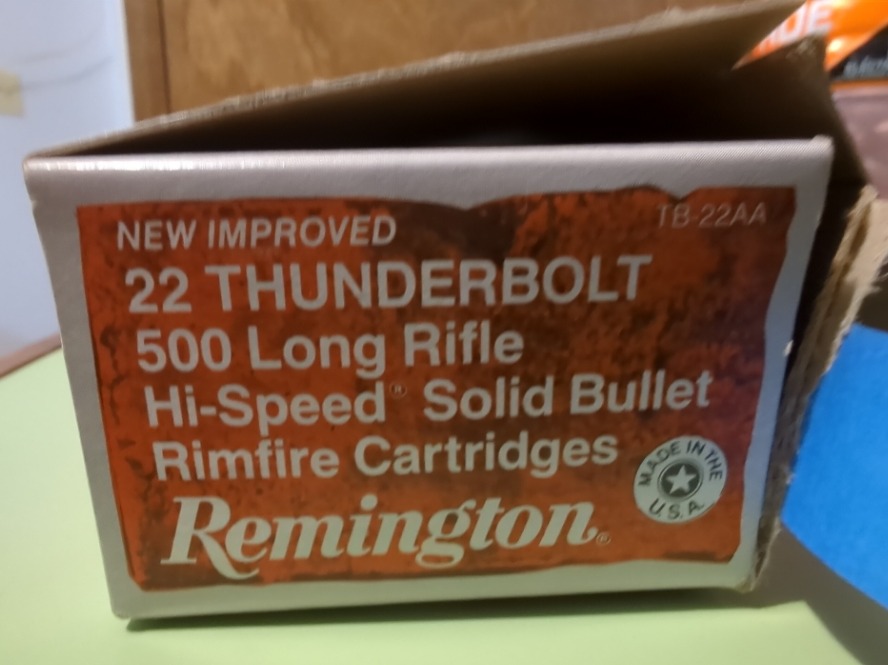 NEW IMPROVED
TB-22AA
22 THUNDERBOLT
500 Long Rifle
Hi-Speed® Solid Bullet
Rimfire Cartridges
MADE IN THE
U.S.A.
Remington®